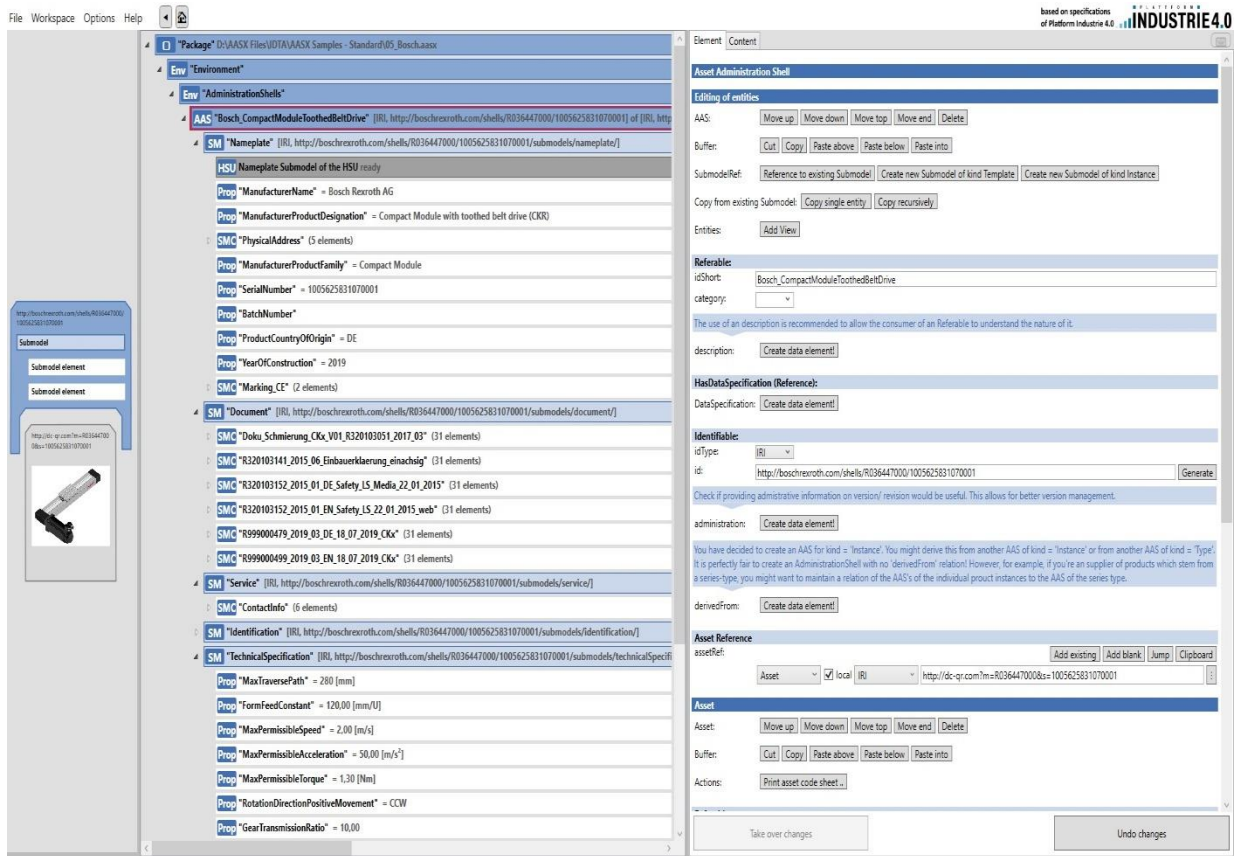 File Workspace Options Help
based on specifications
of Platform Industrie 4.0
PLATTFORM
INDUSTRIE4.0
http://boschrexroth.com/shells/R036447000/
1005625831070001
Submodel
Submodel element
Submodel element
http://dc-qr.com?m=R03644700
0&s=1005625831070001
"Package" D:\AASX Files\IDTA\AASX Samples - Standard\05_Bosch.aasx
Env "Environment"
Env "AdministrationShells"
AAS "Bosch_CompactModuleToothedBeltDrive" [IRI, http://boschrexroth.com/shells/R036447000/1005625831070001] of [IRI, http
SM "Nameplate" [IRI, http://boschrexroth.com/shells/R036447000/1005625831070001/submodels/nameplate/]
HSU Nameplate Submodel of the HSU ready
Prop "ManufacturerName" = Bosch Rexroth AG
Prop "ManufacturerProductDesignation" = Compact Module with toothed belt drive (CKR)
SMC "PhysicalAddress" (5 elements)
Prop "ManufacturerProductFamily" = Compact Module
Prop "SerialNumber" = 1005625831070001
Prop "BatchNumber"
Prop "ProductCountryOfOrigin" = DE
Prop "YearOfConstruction" = 2019
SMC "Marking_CE" (2 elements)
SM "Document" [IRI, http://boschrexroth.com/shells/R036447000/1005625831070001/submodels/document/]
SMC "Doku_Schmierung_CKx_V01_R320103051_2017_03" (31 elements)
SMC "R320103141_2015_06_Einbauerklaerung_einachsig" (31 elements)
SMC "R320103152_2015_01_DE_Safety_LS_Media_22_01_2015" (31 elements)
SMC "R320103152_2015_01_EN_Safety_LS_22_01_2015_web" (31 elements)
SMC "R999000479_2019_03_DE_18_07_2019_CKx" (31 elements)
SMC "R999000499_2019_03_EN_18_07_2019_CKx" (31 elements)
SM "Service" [IRI, http://boschrexroth.com/shells/R036447000/1005625831070001/submodels/service/]
SMC "ContactInfo" (6 elements)
SM "Identification" [IRI, http://boschrexroth.com/shells/R036447000/1005625831070001/submodels/identification/]
SM "TechnicalSpecification" [IRI, http://boschrexroth.com/shells/R036447000/1005625831070001/submodels/technicalSpecifi
Prop "MaxTraversePath" = 280 [mm]
Prop "FormFeedConstant" = 120,00 [mm/U]
Prop "MaxPermissibleSpeed" = 2,00 [m/s]
Prop "MaxPermissibleAcceleration" = 50,00 [m/s²]
Prop "MaxPermissibleTorque" = 1,30 [Nm]
Prop "RotationDirectionPositiveMovement" = CCW
Prop "GearTransmissionRatio" = 10,00
Element Content
Asset Administration Shell
Editing of entities
AAS: Move up Move down Move top Move end Delete
Buffer: Cut Copy Paste above Paste below Paste into
SubmodelRef: Reference to existing Submodel Create new Submodel of kind Template Create new Submodel of kind Instance
Copy from existing Submodel: Copy single entity Copy recursively
Entities: Add View
Referable:
idShort: Bosch_CompactModuleToothedBeltDrive
category:
The use of an description is recommended to allow the consumer of an Referable to understand the nature of it.
description: Create data element!
HasDataSpecification (Reference):
DataSpecification: Create data element!
Identifiable:
idType: IRI
id: http://boschrexroth.com/shells/R036447000/1005625831070001 Generate
Check if providing admistrative information on version/ revision would be useful. This allows for better version management.
administration: Create data element!
You have decided to create an AAS for kind = 'Instance'. You might derive this from another AAS of kind = 'Instance' or from another AAS of kind = 'Type'.
It is perfectly fair to create an AdministrationShell with no 'derivedFrom' relation! However, for example, if you're an supplier of products which stem from
a series-type, you might want to maintain a relation of the AAS's of the individual prouct instances to the AAS of the series type.
derivedFrom: Create data element!
Asset Reference
assetRef: Add existing Add blank Jump Clipboard
Asset local IRI http://dc-qr.com?m=R036447000&s=1005625831070001
Asset
Asset: Move up Move down Move top Move end Delete
Buffer: Cut Copy Paste above Paste below Paste into
Actions: Print asset code sheet ..
Take over changes Undo changes